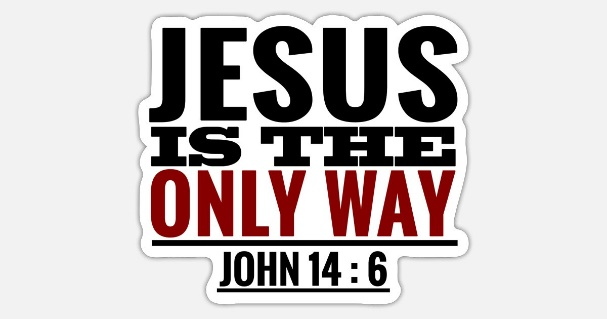 JESUS
IS THE
ONLY WAY
JOHN 14 : 6